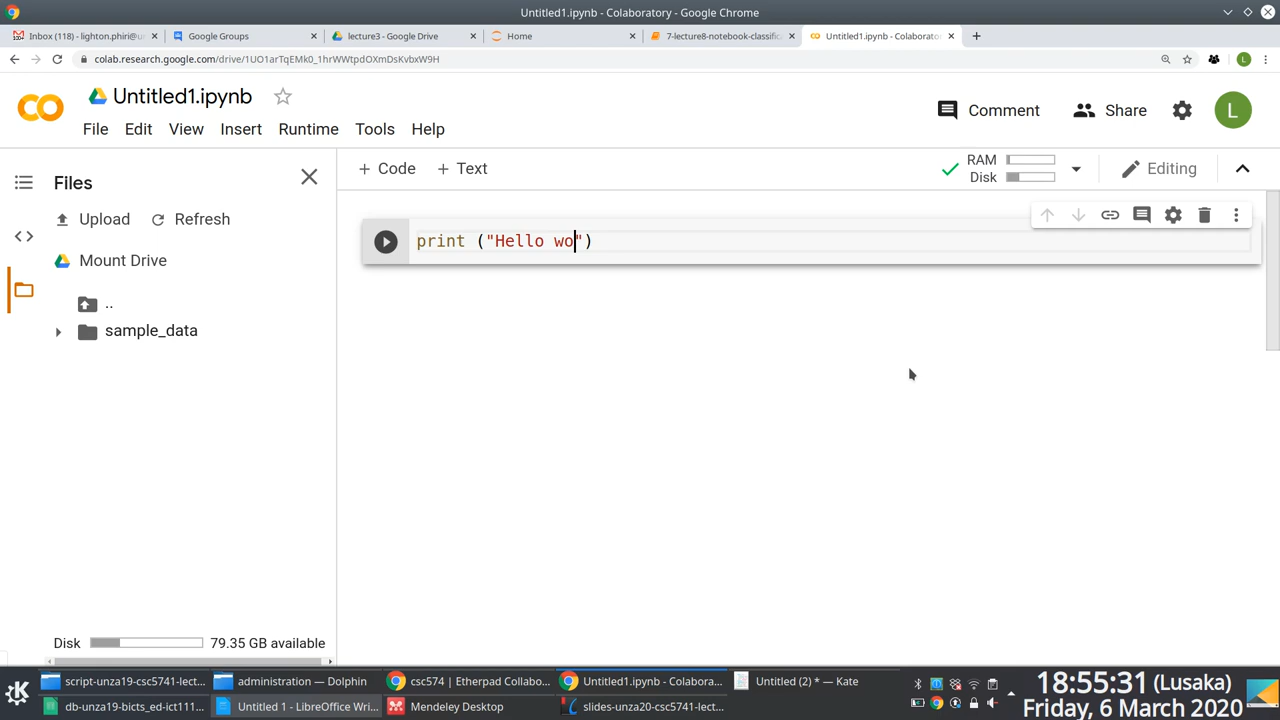 Untitled1.ipynb - Colaboratory - Google Chrome
Inbox (118) - lighton.phiri@u
Google Groups
lecture3 - Google Drive
Home
7-lecture8-notebook-classific
Untitled1.ipynb - Colaborato
colab.research.google.com/drive/1UO1arTqEMk0_1hrWWtpdOXmDsKvbxW9H
L
CO
Untitled1.ipynb
Comment
Share
L
File Edit View Insert Runtime Tools Help
Files
+ Code + Text
RAM
Disk
Editing
Upload Refresh
Mount Drive
..
sample_data
print ("Hello wo")
Disk 79.35 GB available
script-unza19-csc5741-lect...
administration — Dolphin
csc574 | Etherpad Collabo...
Untitled1.ipynb - Colabora...
Untitled (2) * — Kate
db-unza19-bicts_ed-ict111...
Untitled 1 - LibreOffice Wri...
Mendeley Desktop
slides-unza20-csc5741-lect...
18:55:31 (Lusaka)
Friday, 6 March 2020